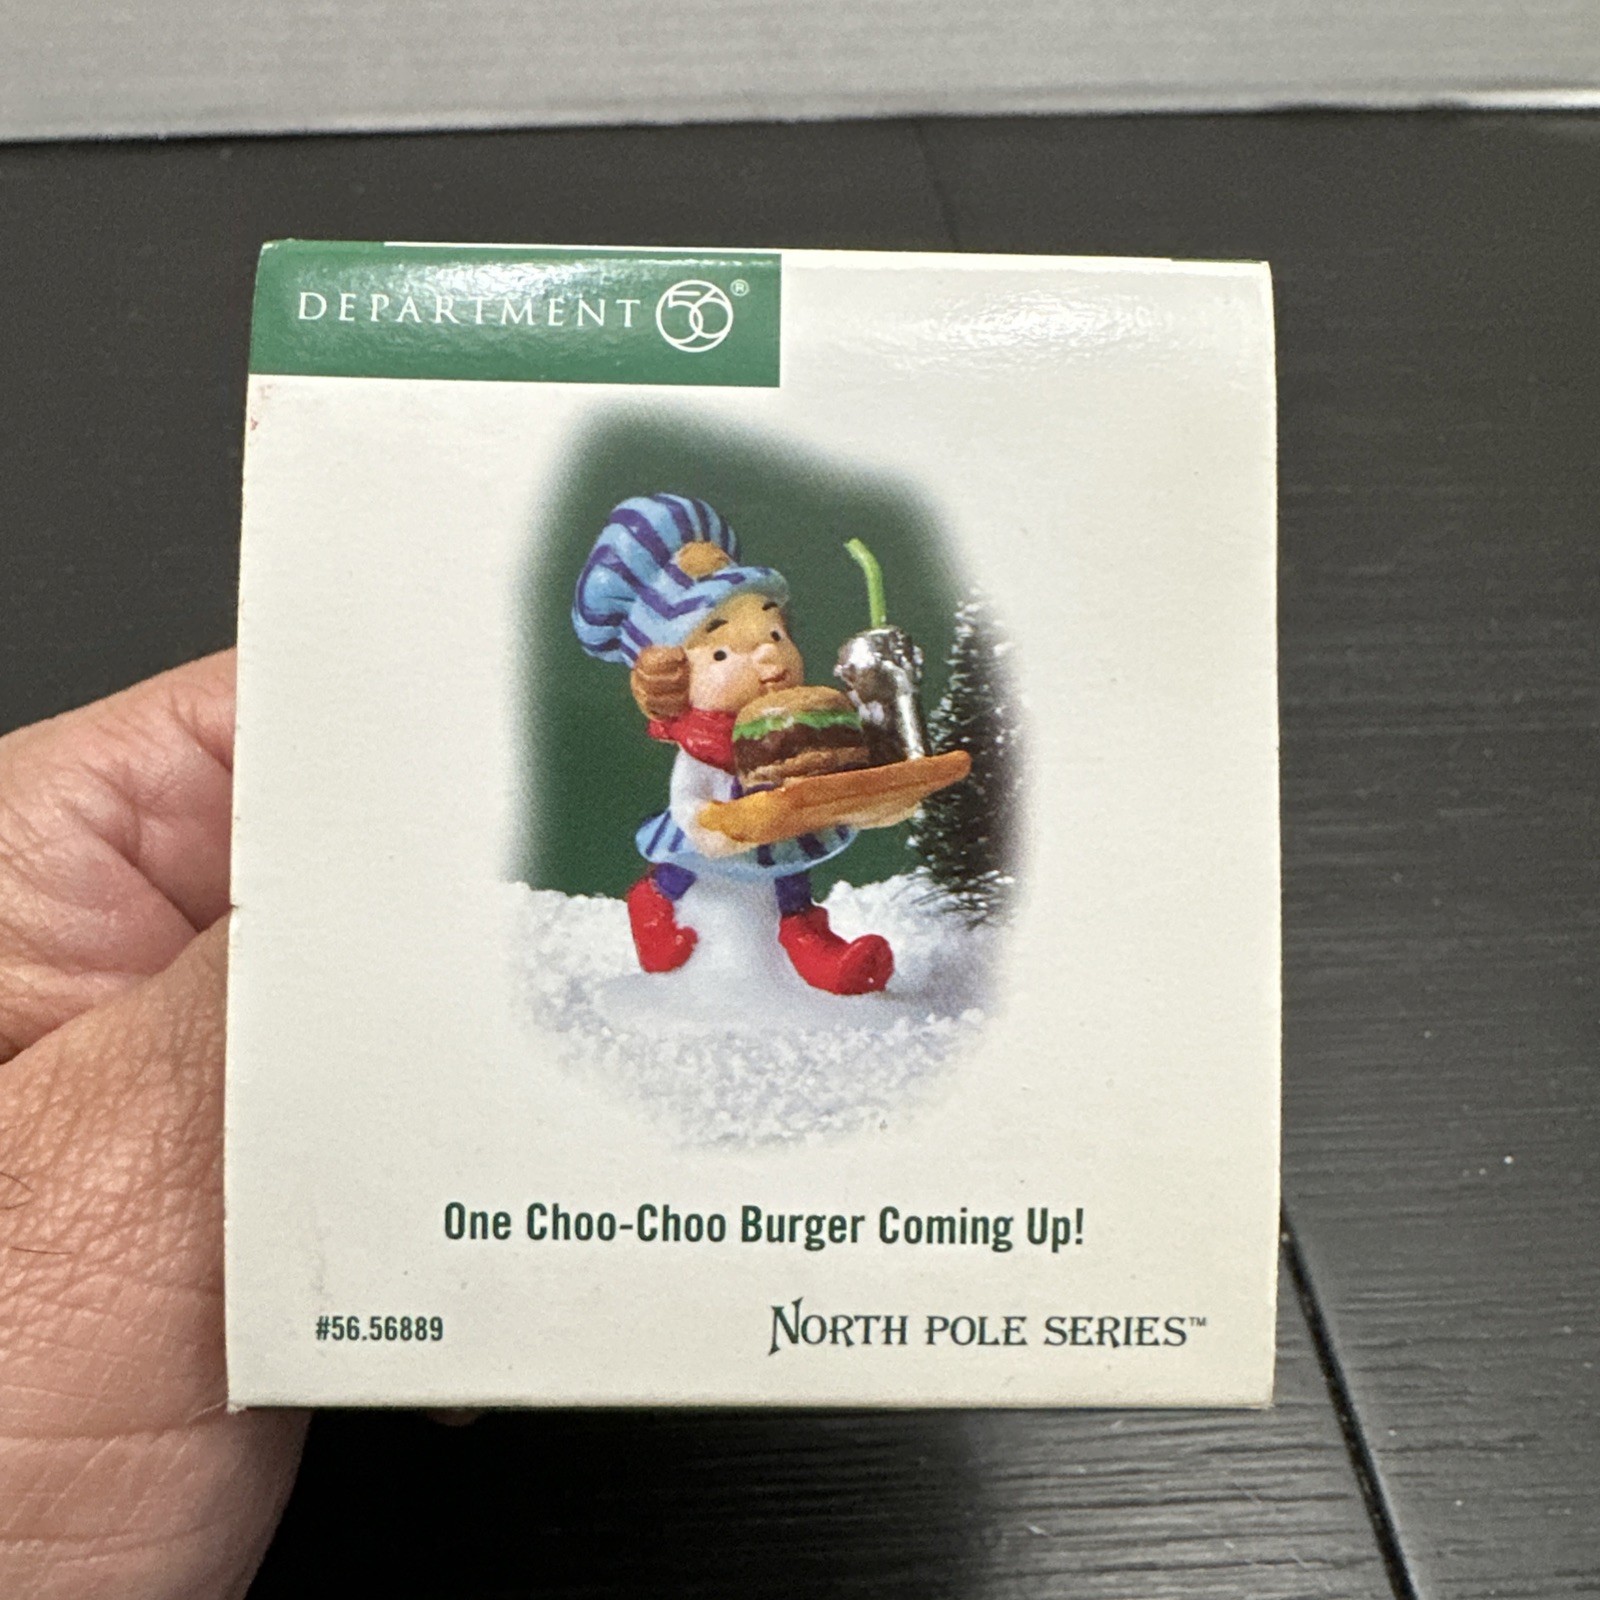 DEPARTMENT 56®
One Choo-Choo Burger Coming Up!
#56.56889
NORTH POLE SERIES™